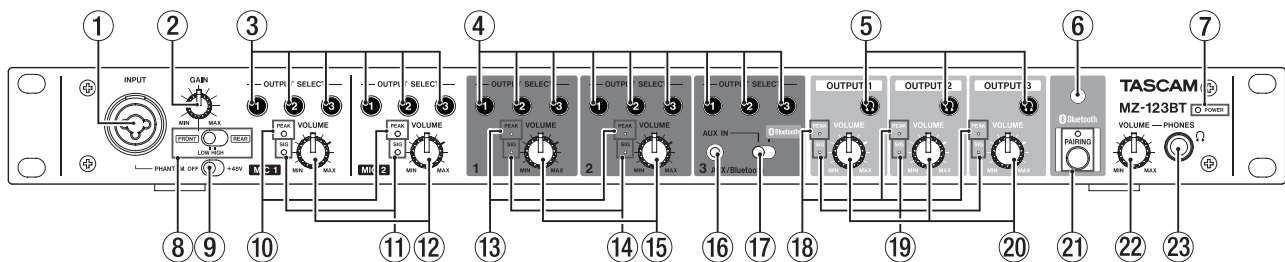 1 2 3 4 5 6 7
INPUT
GAIN
MIN MAX
FRONT REAR
LOW HIGH
PHANTOM OFF +48V
OUTPUT SELECT
1 2 3
PEAK
SIG
VOLUME
MIN MAX
MIC 1
OUTPUT SELECT
1 2 3
PEAK
SIG
VOLUME
MIN MAX
MIC 2
OUTPUT SELECT
1 2 3
PEAK
SIG
VOLUME
MIN MAX
1
OUTPUT SELECT
1 2 3
PEAK
SIG
VOLUME
MIN MAX
2
OUTPUT SELECT
1 2 3
AUX IN
Bluetooth
3 AUX/Bluetooth
OUTPUT 1
PEAK
SIG
VOLUME
MIN MAX
OUTPUT 2
PEAK
SIG
VOLUME
MIN MAX
OUTPUT 3
PEAK
SIG
VOLUME
MIN MAX
Bluetooth
PAIRING
TASCAM
MZ-123BT
POWER
VOLUME PHONES
MIN MAX
8 9 10 11 12 13 14 15 16 17 18 19 20 21 22 23